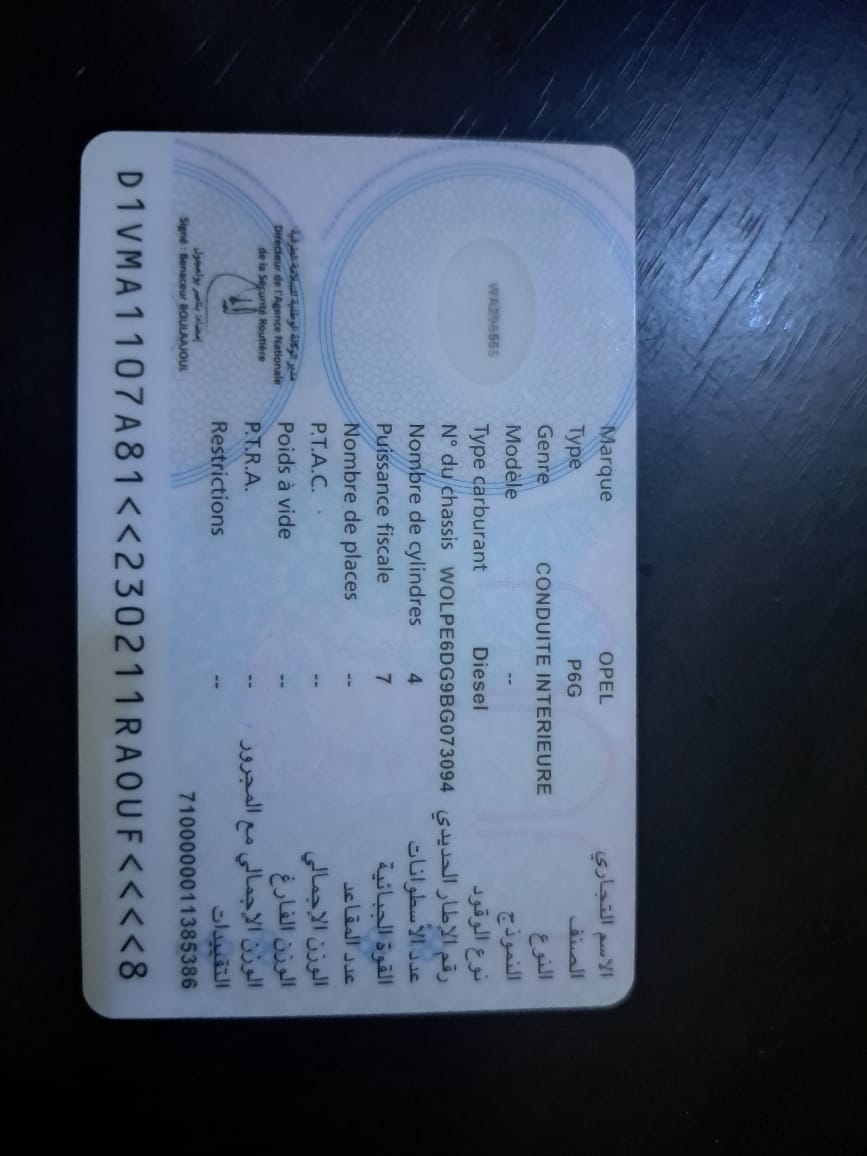 WA296566
Marque OPEL الاسم التجاري
Type P6G الصنف
Genre CONDUITE INTERIEURE النوع
Modèle -- النموذج
Type carburant Diesel نوع الوقود
N° du chassis WOLPE6DG9BG073094 رقم الإطار الحديدي
Nombre de cylindres 4 عدد الأسطوانات
Puissance fiscale 7 القوة الجبائية
Nombre de places -- عدد المقاعد
P.T.A.C. -- الوزن الإجمالي
Poids à vide -- الوزن الفارغ
P.T.R.A. -- الوزن الإجمالي مع المجرور
Restrictions -- التقييدات
مدير الوكالة الوطنية للسلامة الطرقية
Directeur de l'Agence Nationale
de la Sécurité Routière
إمضاء: بناصر بولعجول
Signé : Benaceur BOULAAJOUL
7100000011385386
D1VMA1107A81<<230211RAOUF<<<<8